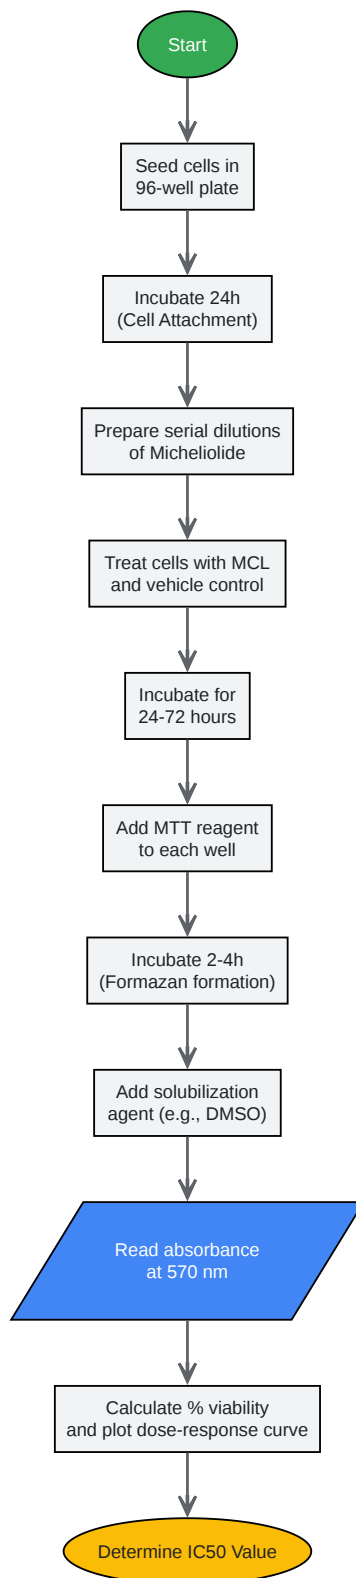 Start
Seed cells in
96-well plate
Incubate 24h
(Cell Attachment)
Prepare serial dilutions
of Micheliolide
Treat cells with MCL
and vehicle control
Incubate for
24-72 hours
Add MTT reagent
to each well
Incubate 2-4h
(Formazan formation)
Add solubilization
agent (e.g., DMSO)
Read absorbance
at 570 nm
Calculate % viability
and plot dose-response curve
Determine IC50 Value